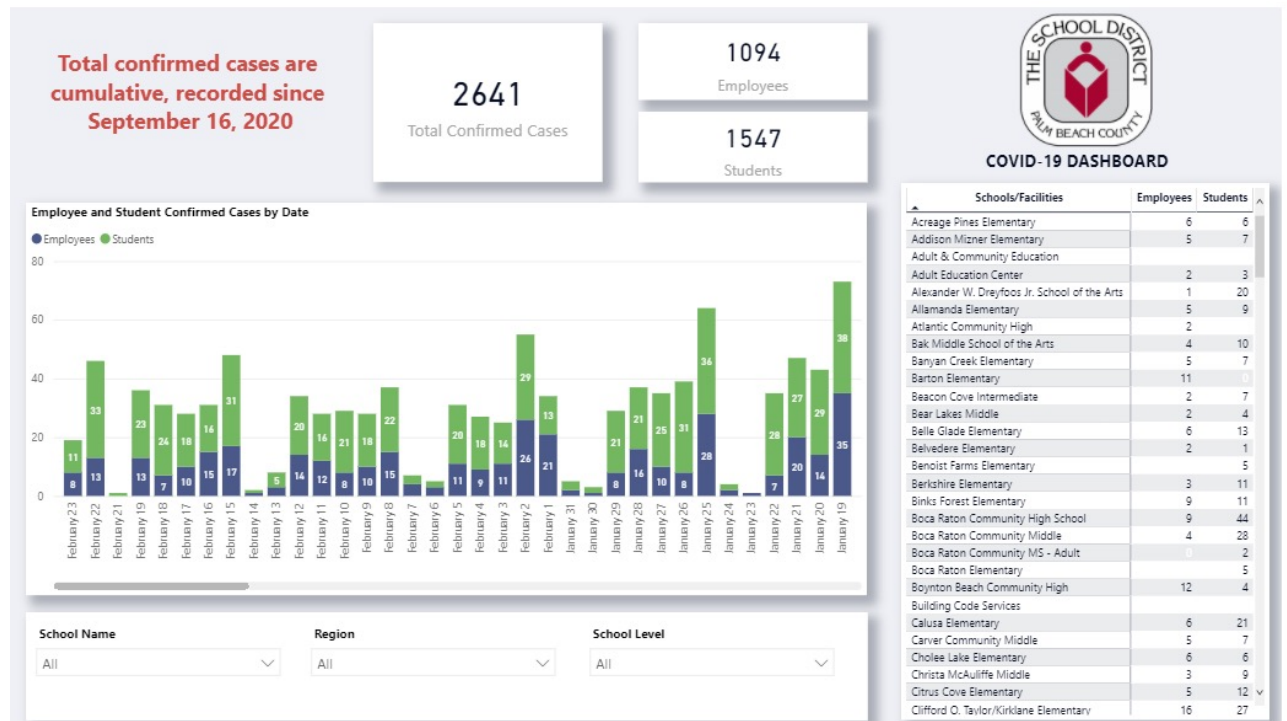 Total confirmed cases are
cumulative, recorded since
September 16, 2020
2641
Total Confirmed Cases
1094
Employees
1547
Students
THE SCHOOL DISTRICT
PALM BEACH COUNTY
COVID-19 DASHBOARD
Employee and Student Confirmed Cases by Date
Employees Students
80
60
40
20
0
11 33 23 24 18 16 31 5 20 16 21 18 22 20 18 14 29 13 21 21 25 31 36 28 27 29 38
8 13 13 7 10 15 17 14 12 8 10 15 11 9 11 26 21 8 16 10 8 28 7 20 14 35
February 23
February 22
February 21
February 19
February 18
February 17
February 16
February 15
February 14
February 13
February 12
February 11
February 10
February 9
February 8
February 7
February 6
February 5
February 4
February 3
February 2
February 1
January 31
January 30
January 29
January 28
January 27
January 26
January 25
January 24
January 23
January 22
January 21
January 20
January 19
School Name Region School Level
All All All
Schools/Facilities Employees Students
Acreage Pines Elementary 6 6
Addison Mizner Elementary 5 7
Adult & Community Education
Adult Education Center 2 3
Alexander W. Dreyfoos Jr. School of the Arts 1 20
Allamanda Elementary 5 9
Atlantic Community High 2
Bak Middle School of the Arts 4 10
Banyan Creek Elementary 5 7
Barton Elementary 11 0
Beacon Cove Intermediate 2 7
Bear Lakes Middle 2 4
Belle Glade Elementary 6 13
Belvedere Elementary 2 1
Benoist Farms Elementary 5
Berkshire Elementary 3 11
Binks Forest Elementary 9 11
Boca Raton Community High School 9 44
Boca Raton Community Middle 4 28
Boca Raton Community MS - Adult 0 2
Boca Raton Elementary 5
Boynton Beach Community High 12 4
Building Code Services
Calusa Elementary 6 21
Carver Community Middle 5 7
Cholee Lake Elementary 6 6
Christa McAuliffe Middle 3 9
Citrus Cove Elementary 5 12
Clifford O. Taylor/Kirklane Elementary 16 27